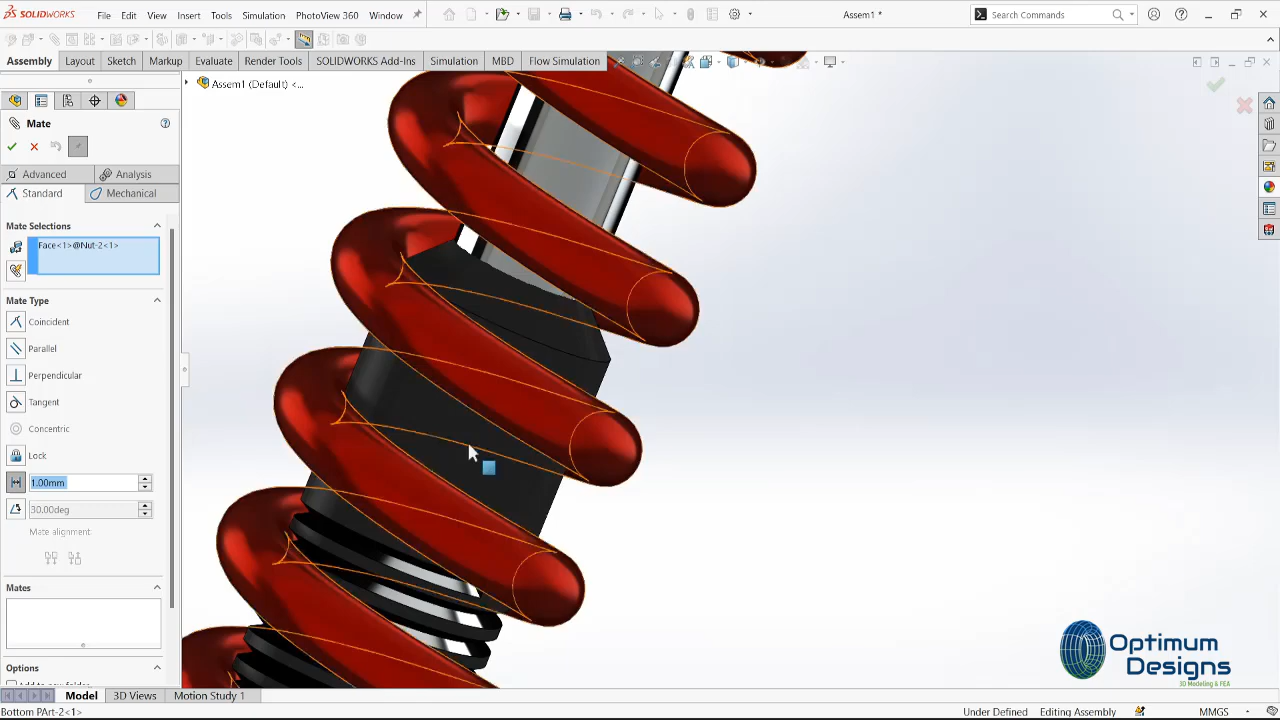 SOLIDWORKS File Edit View Insert Tools Simulation PhotoView 360 Window Assem1 * Search Commands
Assembly Layout Sketch Markup Evaluate Render Tools SOLIDWORKS Add-Ins Simulation MBD Flow Simulation
Assem1 (Default) <...
Mate
Advanced Analysis
Standard Mechanical
Mate Selections
Face<1>@Nut-2<1>
Mate Type
Coincident
Parallel
Perpendicular
Tangent
Concentric
Lock
1.00mm
30.00deg
Mate alignment:
Mates
Options
Optimum
Designs
3D Modeling & FEA
Model 3D Views Motion Study 1
Bottom PArt-2<1> Under Defined Editing Assembly MMGS